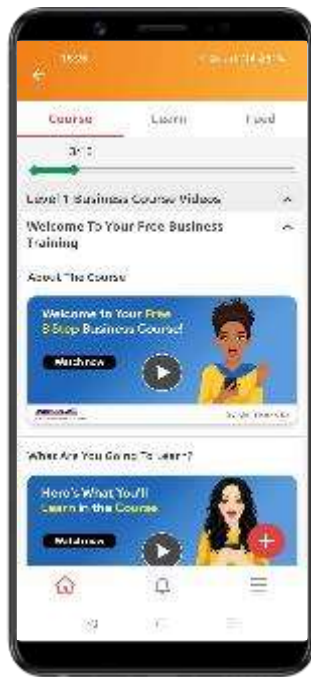 Course Learn Feed
Level 1 Business Course Videos
Welcome To Your Free Business
Training
About The Course
Welcome to Your Free
8 Step Business Course!
Watch now
What Are You Going To Learn?
Here's What You'll
Learn in the Course
Watch now